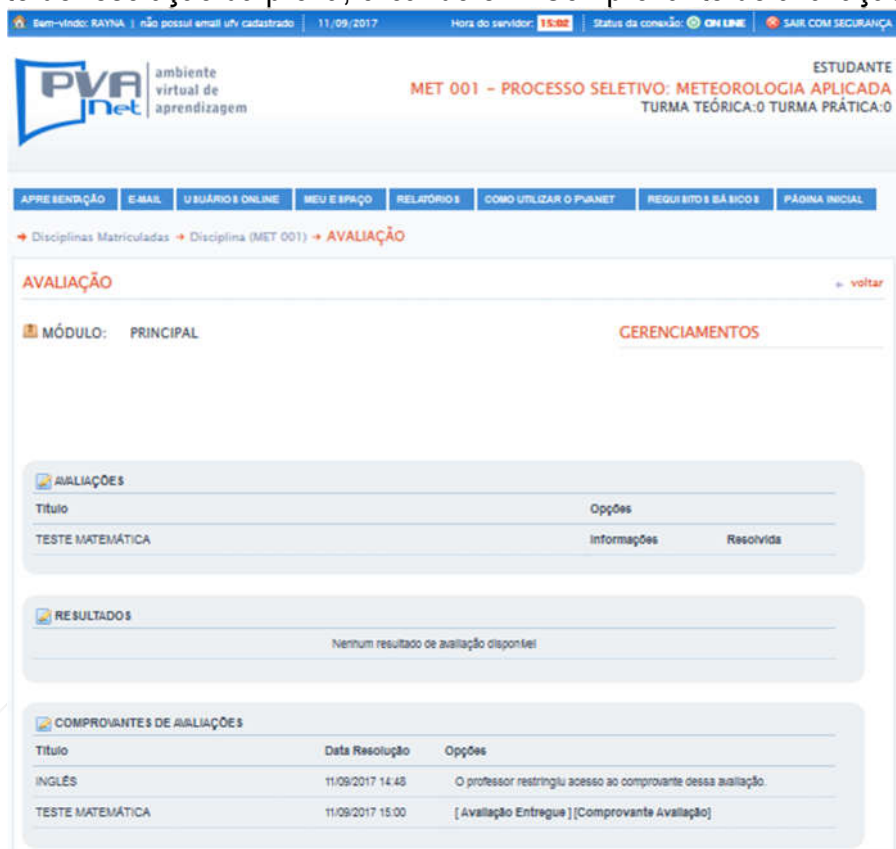 Bem-vindo: RAYNA | não possui email ufv cadastrado 11/09/2017 Hora do servidor: 15:02 Status da conexão: ON LINE SAIR COM SEGURANÇA
PVANet ambiente virtual de aprendizagem
ESTUDANTE
MET 001 - PROCESSO SELETIVO: METEOROLOGIA APLICADA
TURMA TEÓRICA:0 TURMA PRÁTICA:0
APRESENTAÇÃO E-MAIL USUÁRIOS ONLINE MEU ESPAÇO RELATÓRIOS COMO UTILIZAR O PVANET REQUISITOS BÁSICOS PÁGINA INICIAL
Disciplinas Matriculadas Disciplina (MET 001) AVALIAÇÃO
AVALIAÇÃO voltar
MÓDULO: PRINCIPAL GERENCIAMENTOS
AVALIAÇÕES
Título Opções
TESTE MATEMÁTICA Informações Resolvida
RESULTADOS
Nenhum resultado de avaliação disponível
COMPROVANTES DE AVALIAÇÕES
Título Data Resolução Opções
INGLÊS 11/09/2017 14:48 O professor restringiu acesso ao comprovante dessa avaliação.
TESTE MATEMÁTICA 11/09/2017 15:00 [ Avaliação Entregue ] [Comprovante Avaliação]